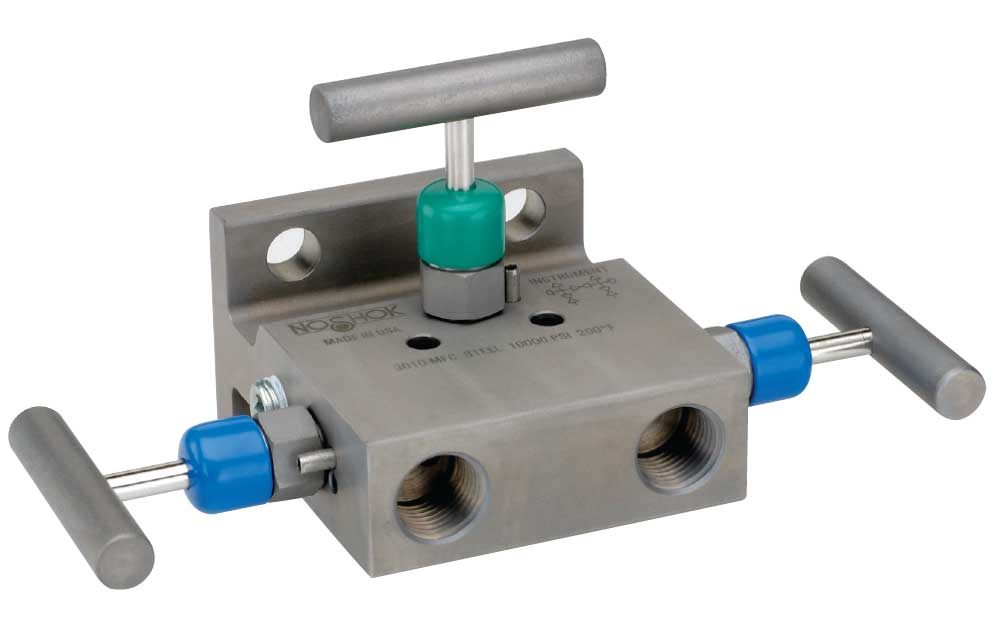 NOSHOK
MADE IN USA
INSTRUMENT
3010-MFC STEEL 10000 PSI 200°F